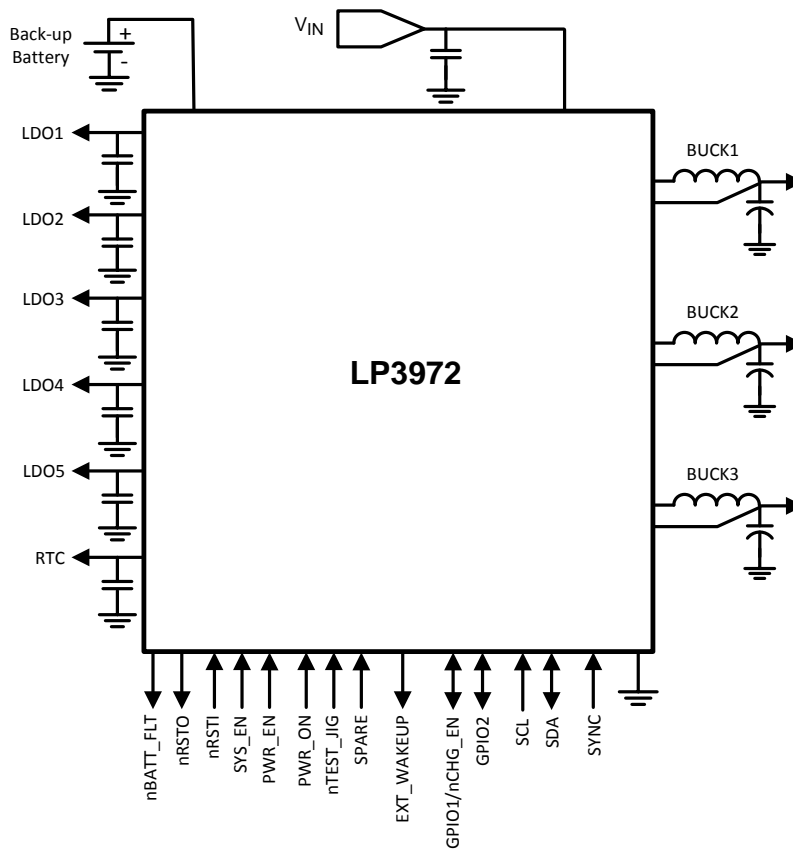 Back-up
Battery
+
-
VIN
LDO1
LDO2
LDO3
LDO4
LDO5
RTC
LP3972
BUCK1
BUCK2
BUCK3
nBATT_FLT
nRSTO
nRSTI
SYS_EN
PWR_EN
PWR_ON
nTEST_JIG
SPARE
EXT_WAKEUP
GPIO1/nCHG_EN
GPIO2
SCL
SDA
SYNC